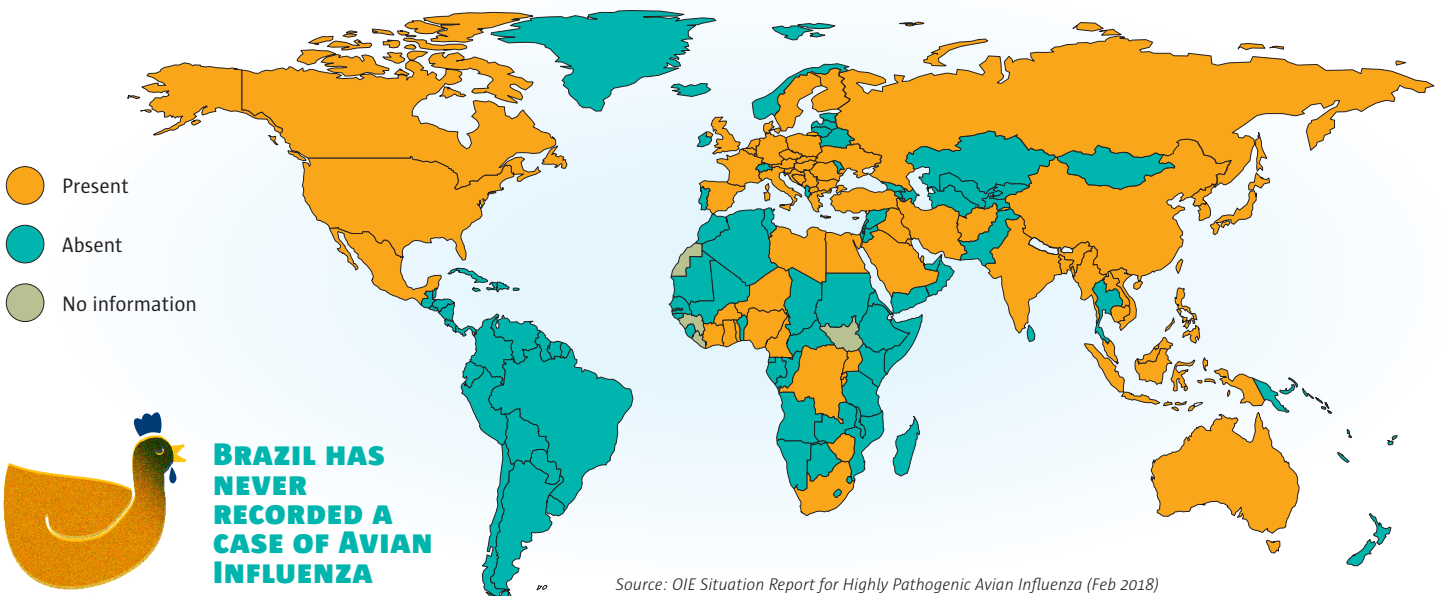 Present
Absent
No information
BRAZIL HAS
NEVER
RECORDED A
CASE OF AVIAN
INFLUENZA
Source: OIE Situation Report for Highly Pathogenic Avian Influenza (Feb 2018)